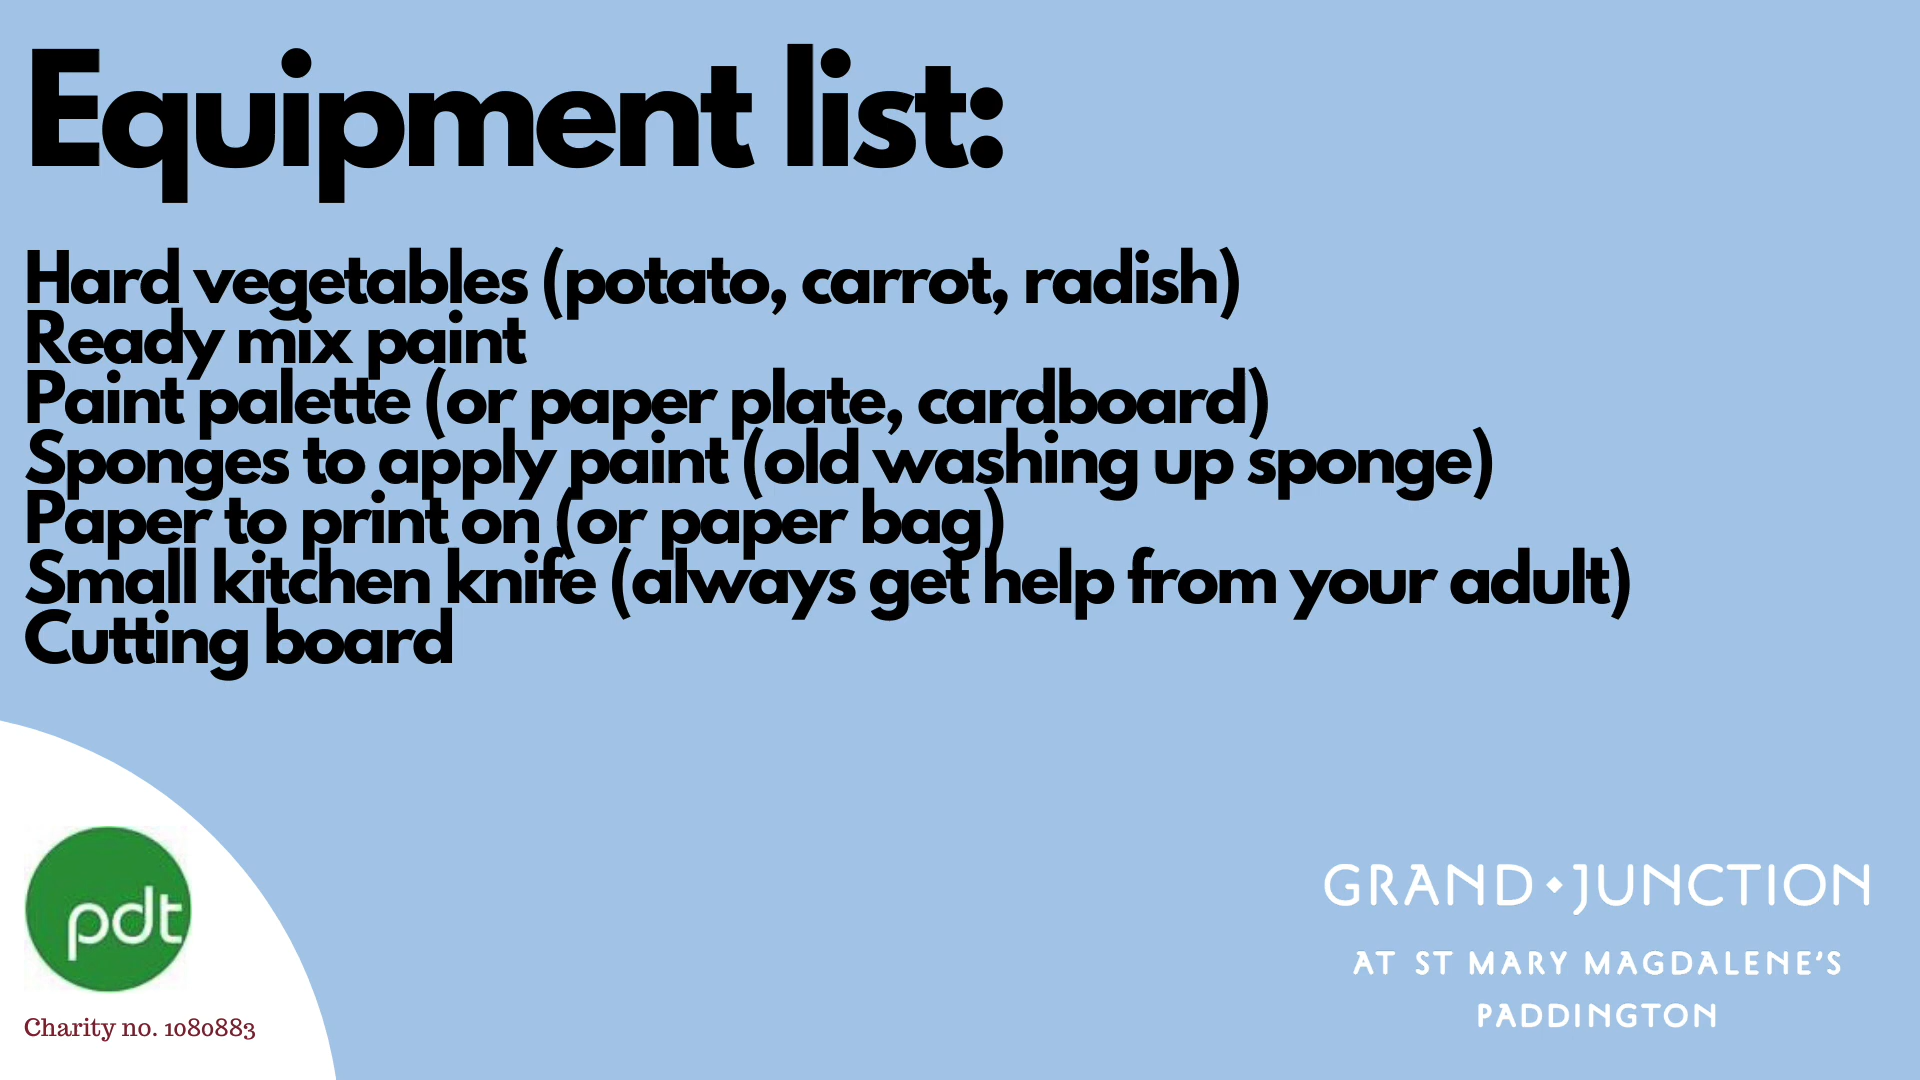 Equipment list:
Hard vegetables (potato, carrot, radish)
Ready mix paint
Paint palette (or paper plate, cardboard)
Sponges to apply paint (old washing up sponge)
Paper to print on (or paper bag)
Small kitchen knife (always get help from your adult)
Cutting board
pdt
Charity no. 1080883
GRAND JUNCTION
AT ST MARY MAGDALENE'S
PADDINGTON